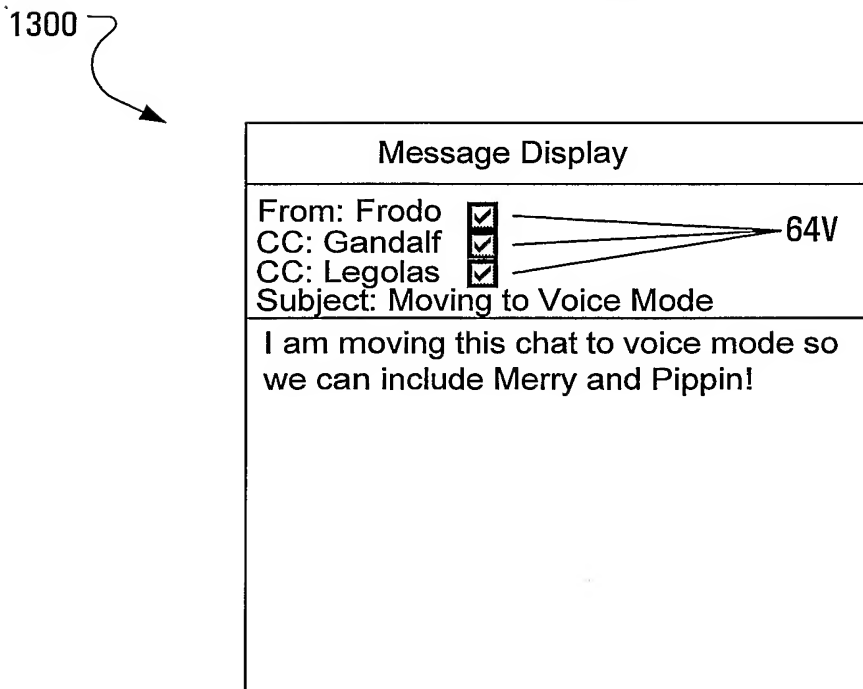 1300
Message Display
From: Frodo
CC: Gandalf
CC: Legolas
64V
Subject: Moving to Voice Mode
I am moving this chat to voice mode so
we can include Merry and Pippin!